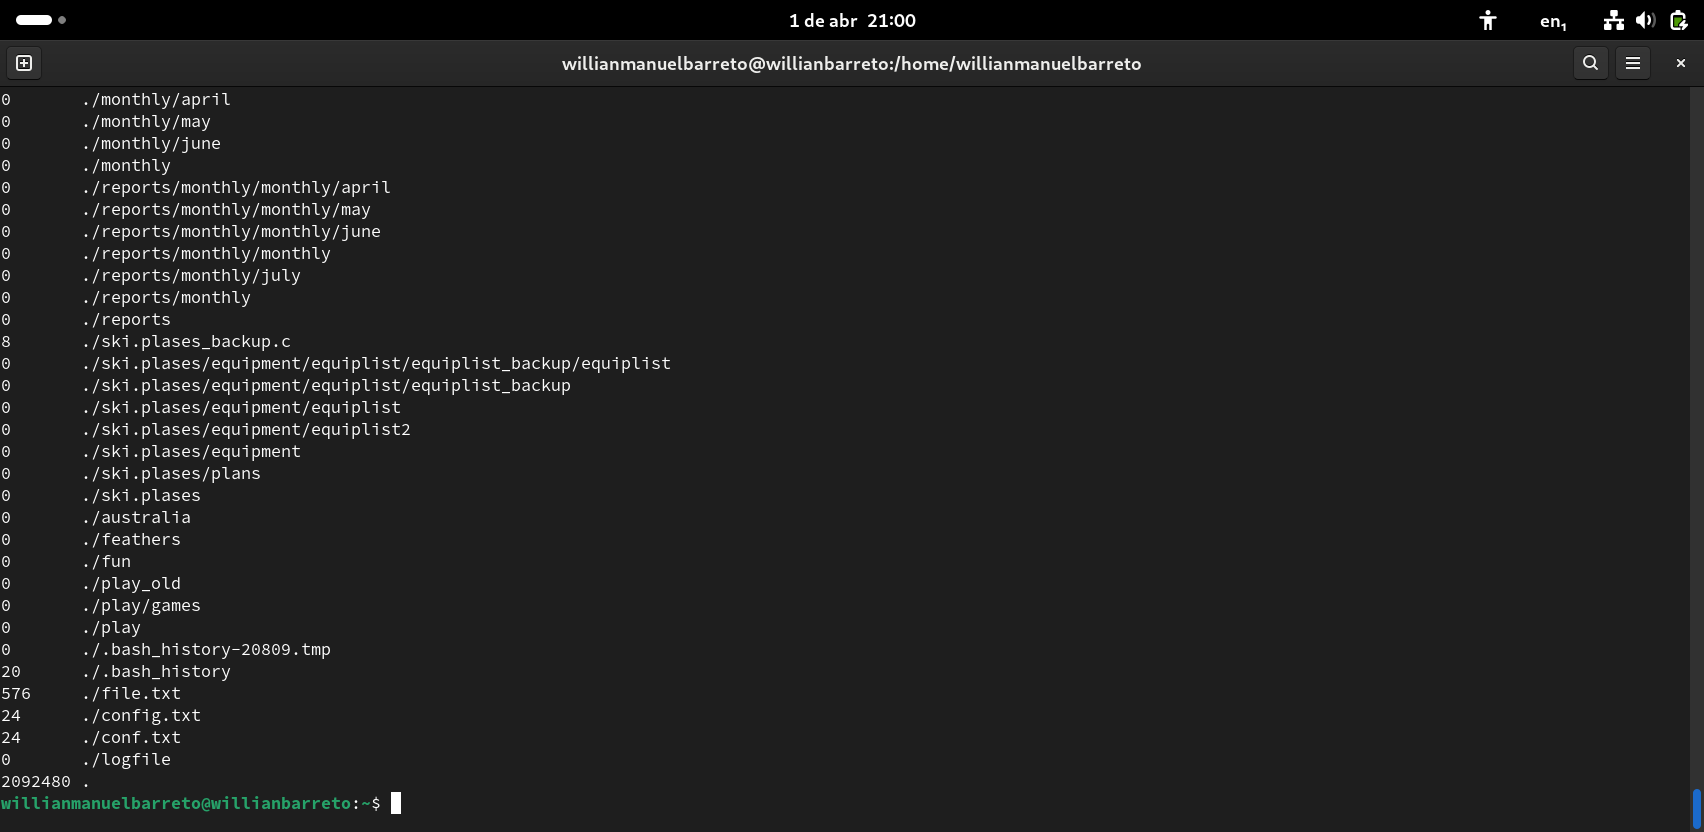 1 de abr 21:00
en1
willianmanuelbarreto@willianbarreto:/home/willianmanuelbarreto
0 ./monthly/april
0 ./monthly/may
0 ./monthly/june
0 ./monthly
0 ./reports/monthly/monthly/april
0 ./reports/monthly/monthly/may
0 ./reports/monthly/monthly/june
0 ./reports/monthly/monthly
0 ./reports/monthly/july
0 ./reports/monthly
0 ./reports
8 ./ski.plases_backup.c
0 ./ski.plases/equipment/equiplist/equiplist_backup/equiplist
0 ./ski.plases/equipment/equiplist/equiplist_backup
0 ./ski.plases/equipment/equiplist
0 ./ski.plases/equipment/equiplist2
0 ./ski.plases/equipment
0 ./ski.plases/plans
0 ./ski.plases
0 ./australia
0 ./feathers
0 ./fun
0 ./play_old
0 ./play/games
0 ./play
0 ./.bash_history-20809.tmp
20 ./.bash_history
576 ./file.txt
24 ./config.txt
24 ./conf.txt
0 ./logfile
2092480 .
willianmanuelbarreto@willianbarreto:~$